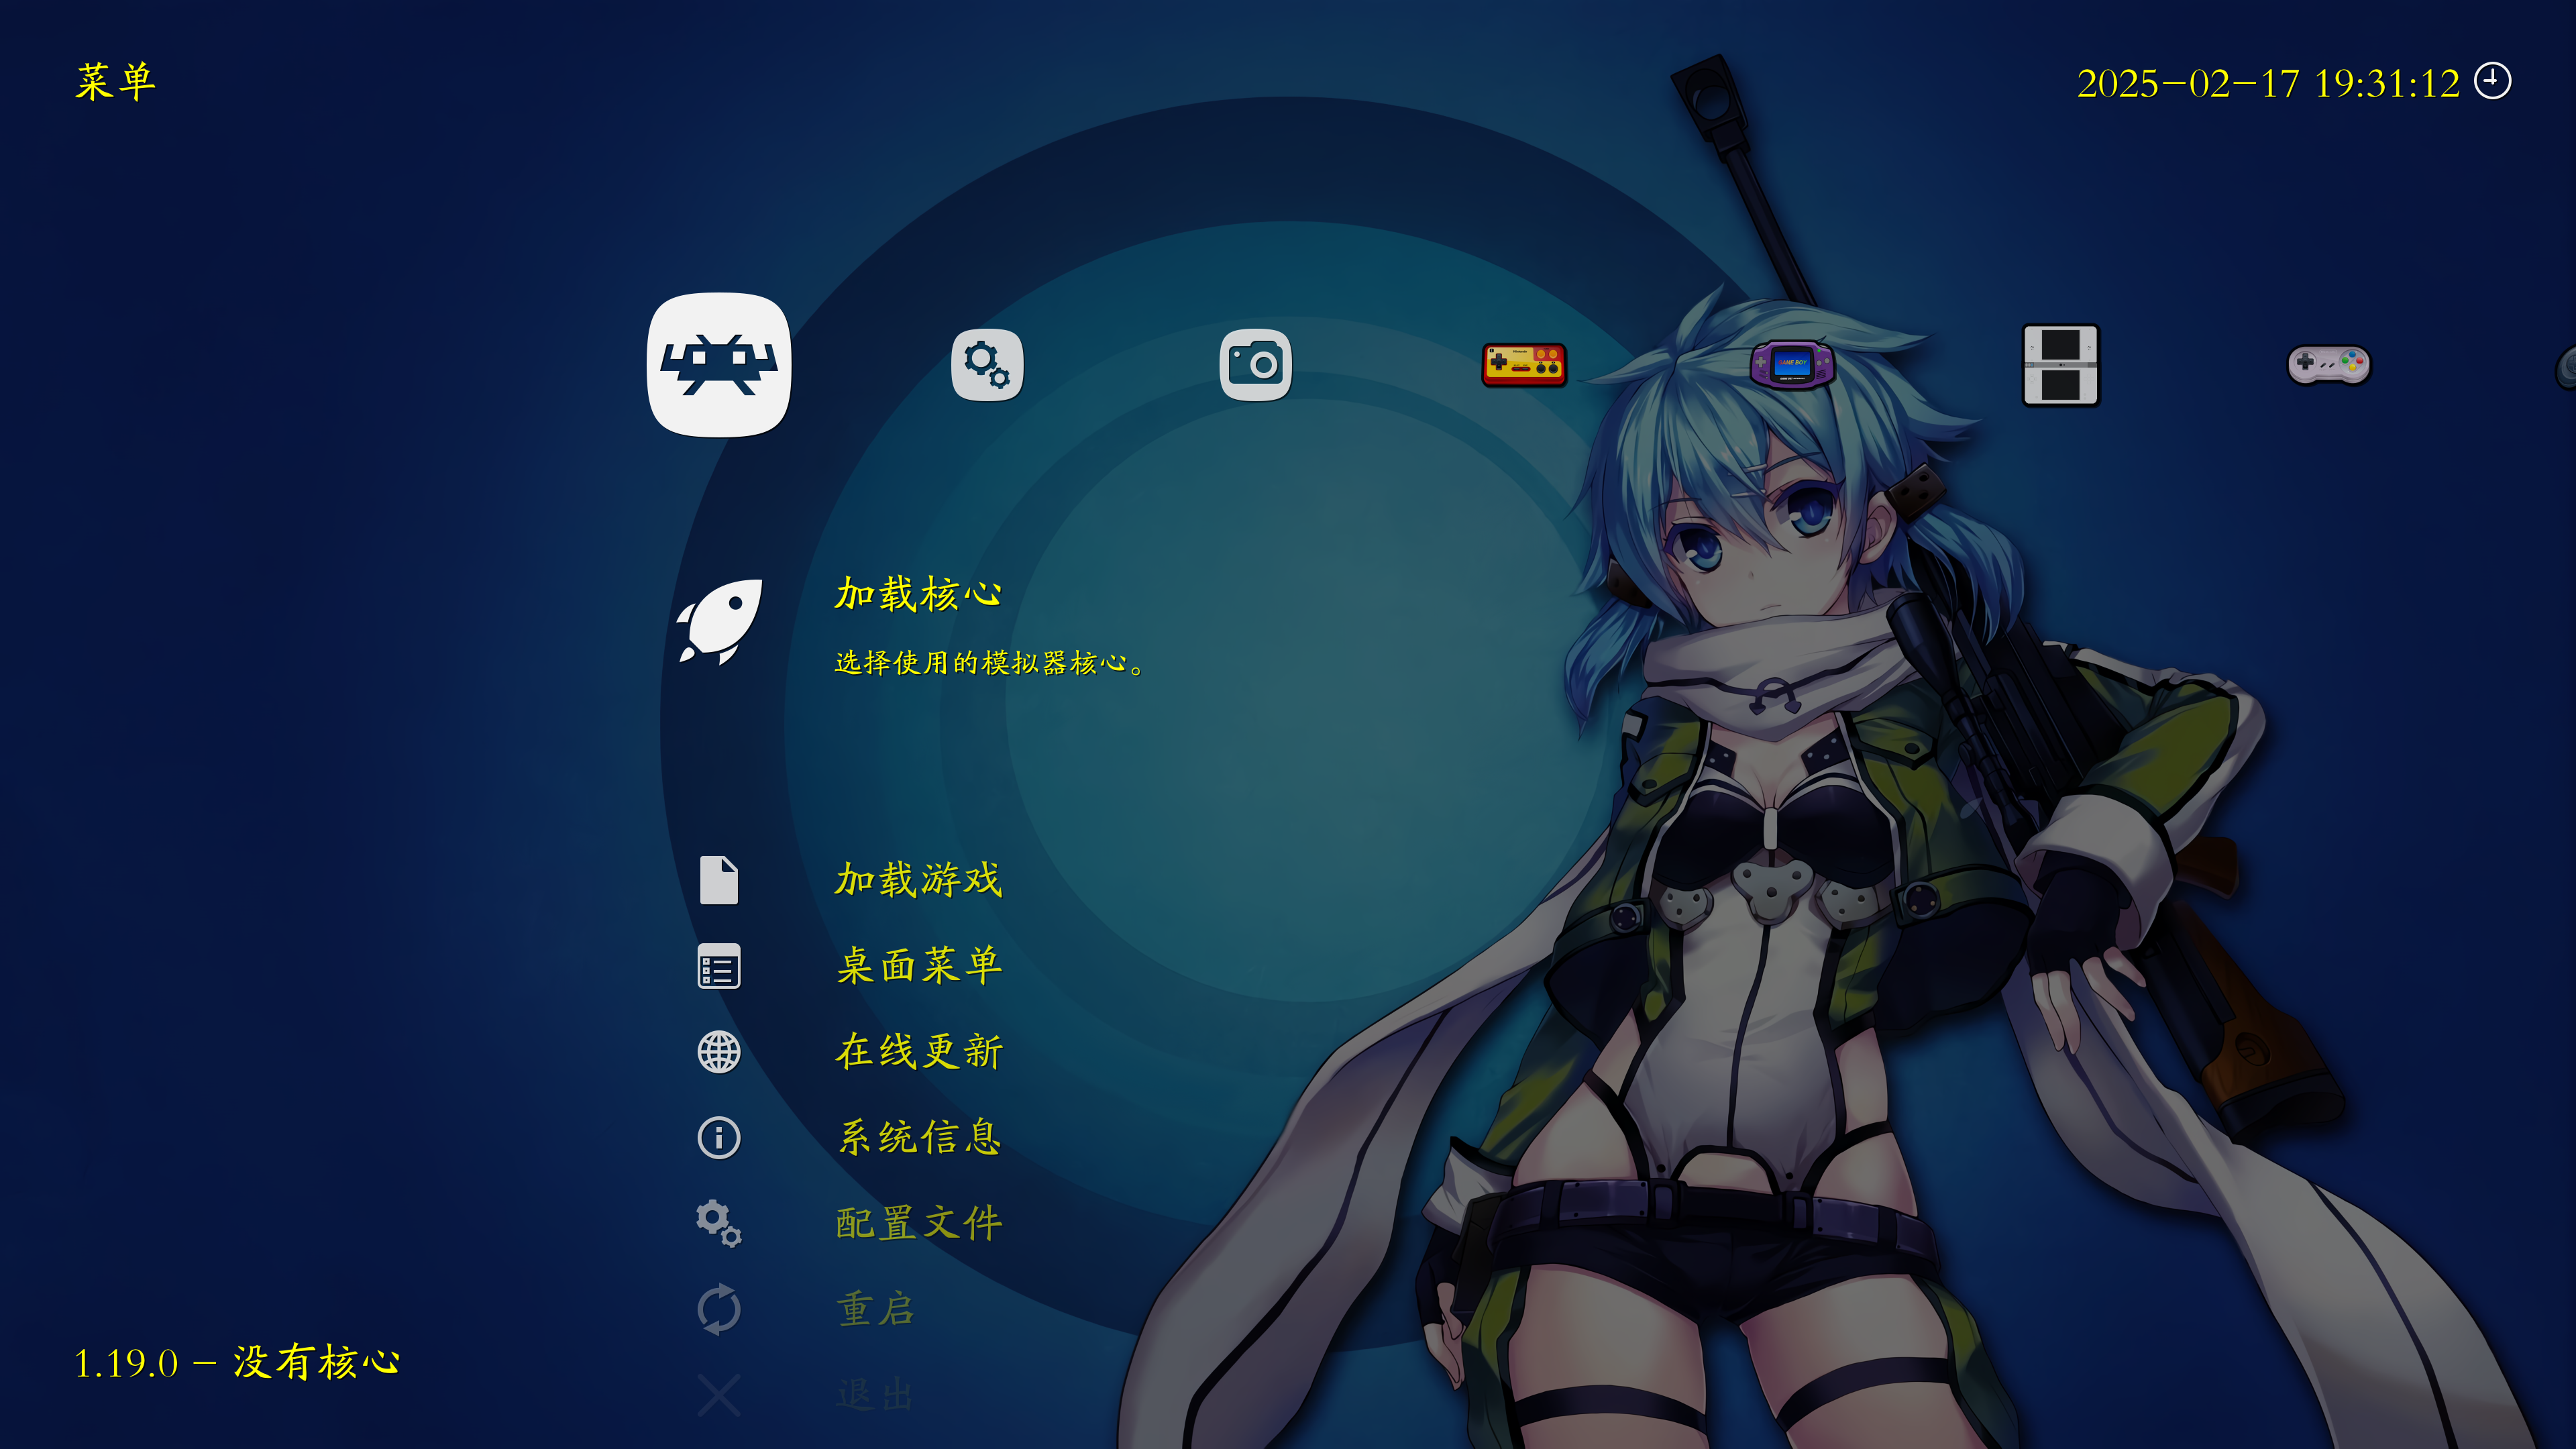 菜单
2025-02-17 19:31:12
GAME BOY
加载核心
选择使用的模拟器核心。
加载游戏
桌面菜单
在线更新
系统信息
配置文件
重启
退出
1.19.0 - 没有核心